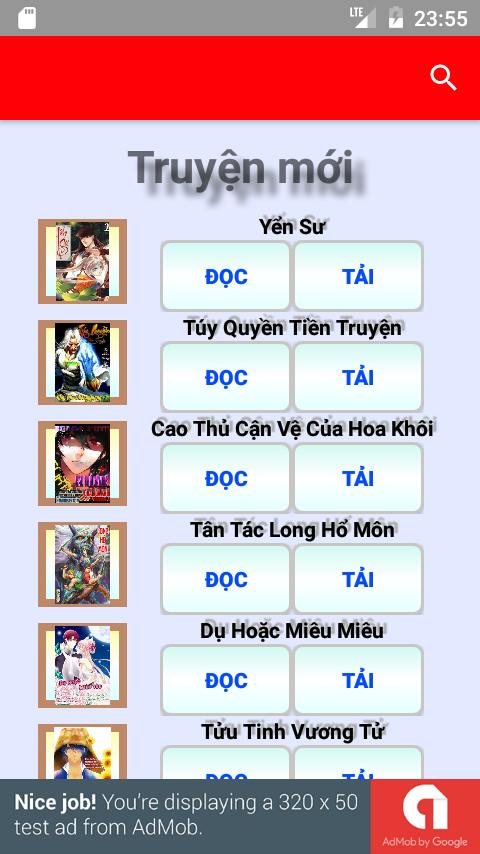 LTE 23:55
Truyện mới
Yển Sư
ĐỌC TẢI
Túy Quyền Tiền Truyện
ĐỌC TẢI
Cao Thủ Cận Vệ Của Hoa Khôi
ĐỌC TẢI
Tân Tác Long Hổ Môn
ĐỌC TẢI
Dụ Hoặc Miêu Miêu
ĐỌC TẢI
Tửu Tinh Vương Tử
ĐỌC TẢI
Nice job! You're displaying a 320 x 50
test ad from AdMob.
AdMob by Google